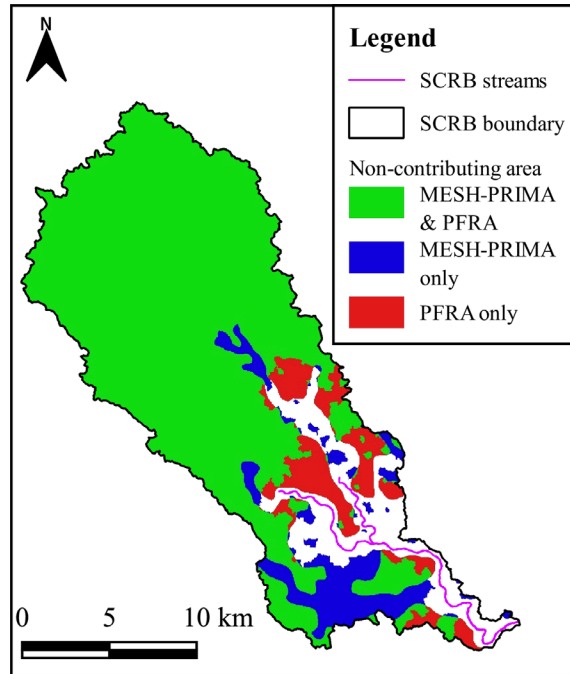 N
Legend
SCRB streams
SCRB boundary
Non-contributing area
MESH-PRIMA
& PFRA
MESH-PRIMA
only
PFRA only
0 5 10 km